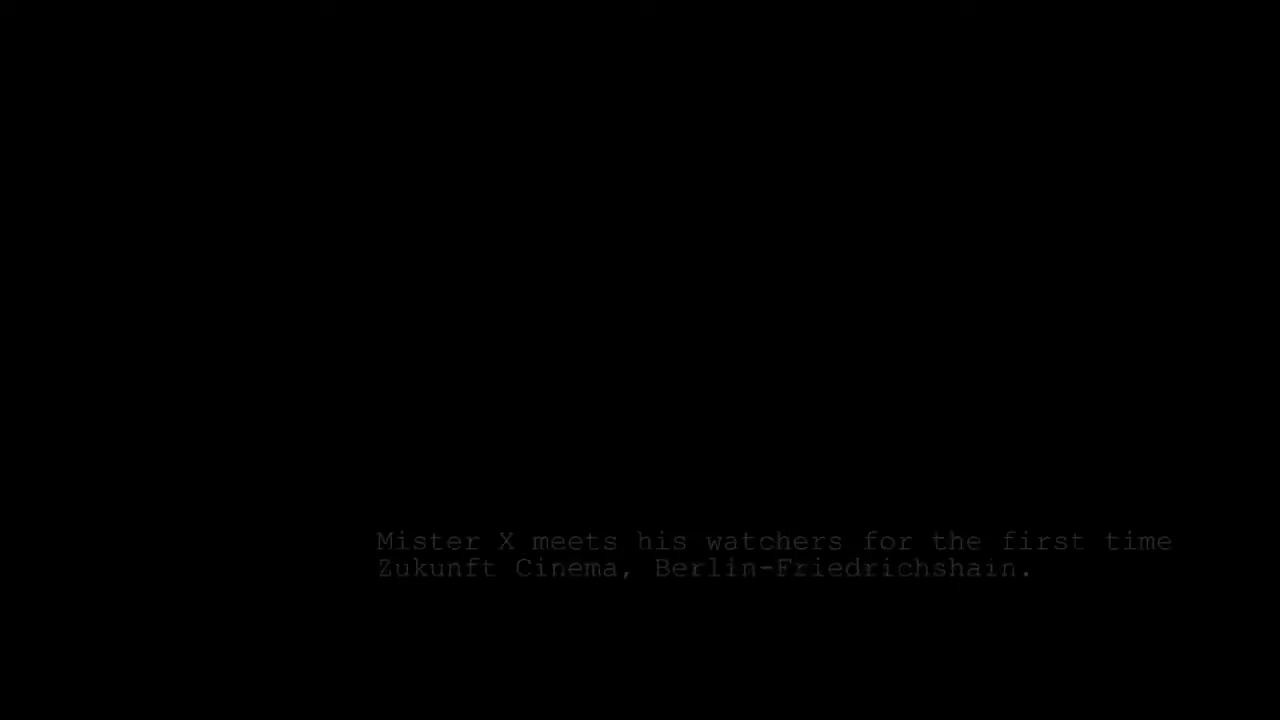 Mister X meets his watchers for the first time
Zukunft Cinema, Berlin-Friedrichshain.